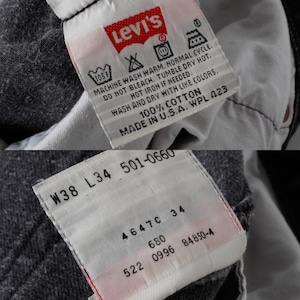 Levi's
105F
MACHINE WASH WARM, NORMAL CYCLE.
DO NOT BLEACH. TUMBLE DRY HOT.
HOT IRON IF NEEDED.
WASH AND DRY WITH LIKE COLORS.
100% COTTON
MADE IN U.S.A. WPL 423
W38 L34 501-0660
4647C 34
680
522 0996 84850-4